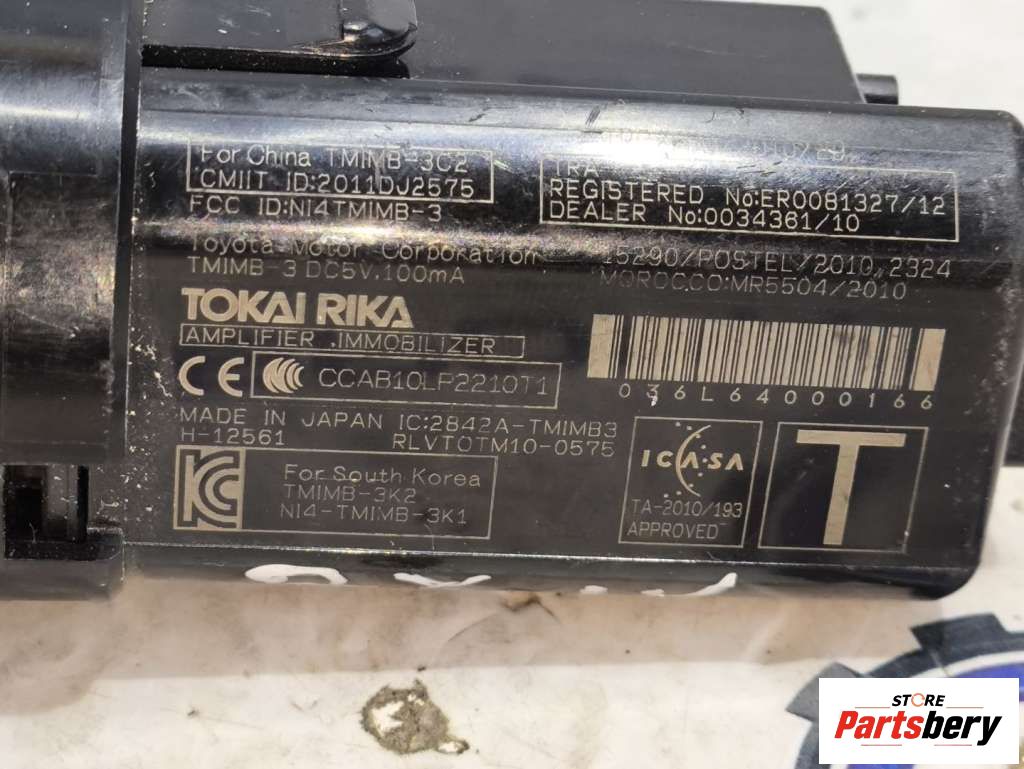 For China TMIMB-3C2
CMIIT ID:2011DJ2575
FCC ID:NI4TMIMB-3
TRA
REGISTERED No:ER0081327/12
DEALER No:0034361/10
Toyota Motor Corporation
TMIMB-3 DC5V.100mA
15290/POSTEL/2010 2324
MOROCCO:MR5504/2010
TOKAI RIKA
AMPLIFIER, IMMOBILIZER
CE
CCAB10LP2210T1
036L64000166
MADE IN JAPAN IC:2842A-TMIMB3
H-12561 RLVTOTM10-0575
KC
For South Korea
TMIMB-3K2
NI4-TMIMB-3K1
ICASA
TA-2010/193
APPROVED
T
STORE
Partsbery